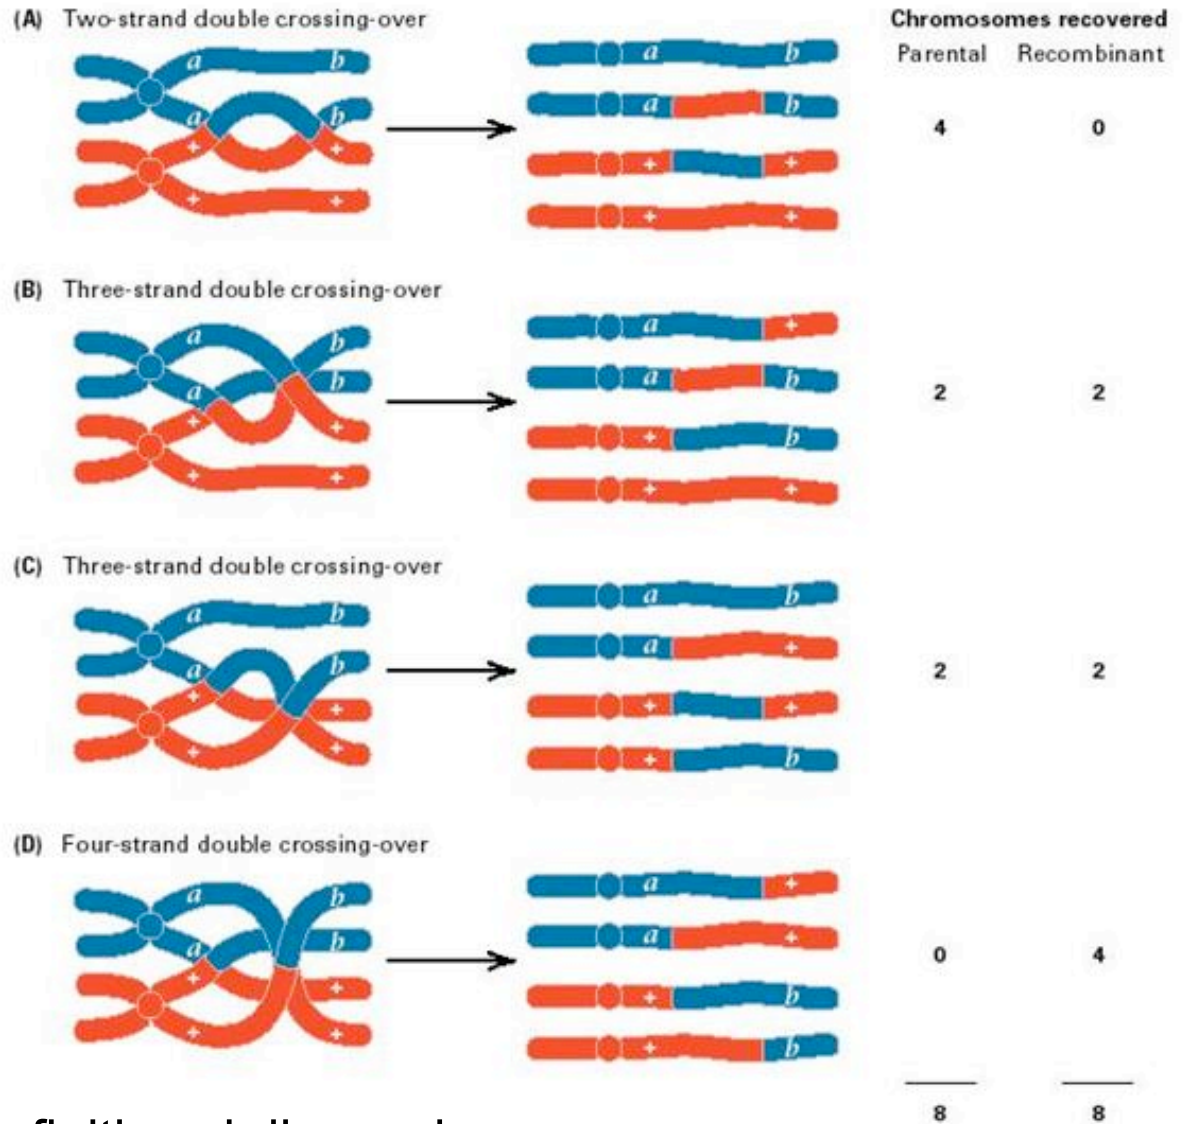 (A) Two-strand double crossing-over
Chromosomes recovered
Parental Recombinant
a b a b
a b a b
+ + + +
+ + + +
4 0
(B) Three-strand double crossing-over
a b a +
a b a b
+ + + b
+ + + +
2 2
(C) Three-strand double crossing-over
a b a b
a b a +
+ + + +
+ + + b
2 2
(D) Four-strand double crossing-over
a b a +
a b a +
+ + + b
+ + + b
0 4
8 8